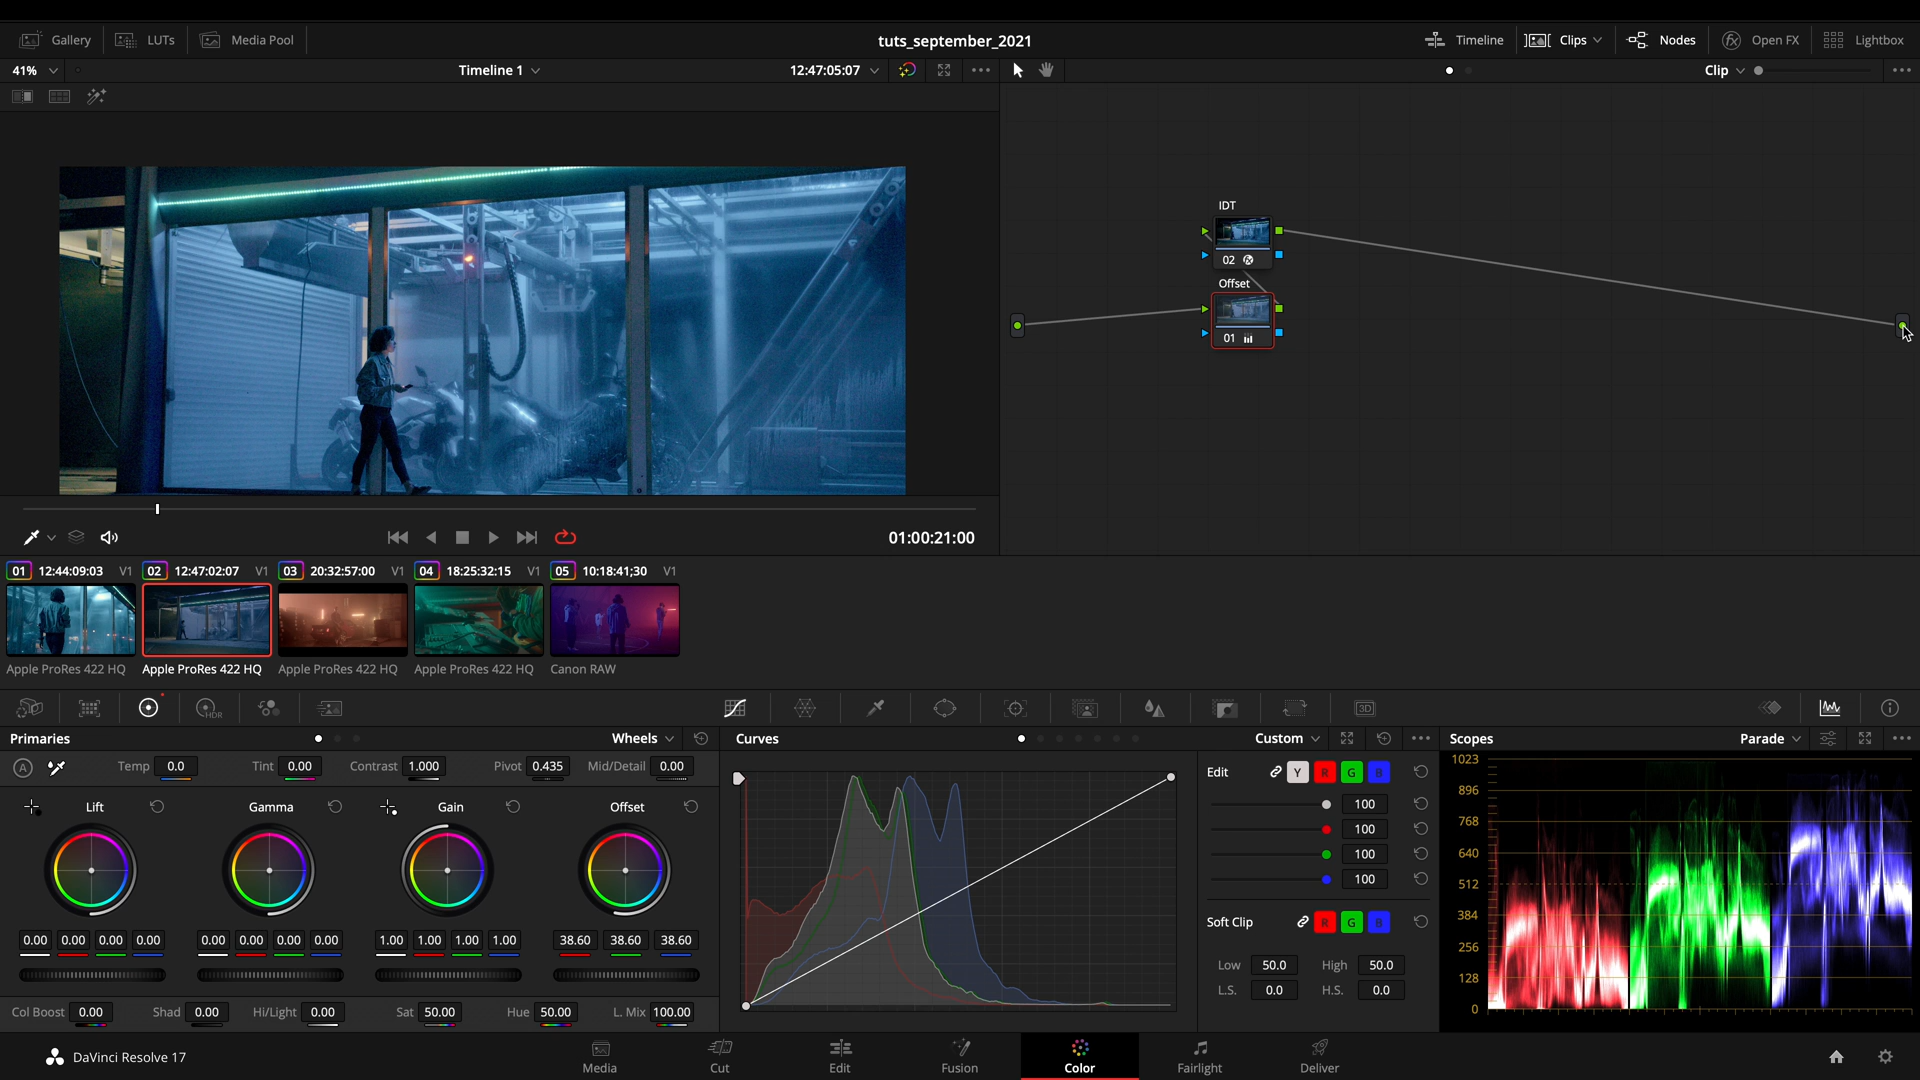 Gallery LUTs Media Pool tuts_september_2021 Timeline Clips Nodes Open FX Lightbox
41% Timeline 1 12:47:05:07 Clip
IDT
02
Offset
01
01:00:21:00
01 12:44:09:03 V1 02 12:47:02:07 V1 03 20:32:57:00 V1 04 18:25:32:15 V1 05 10:18:41;30 V1
Apple ProRes 422 HQ Apple ProRes 422 HQ Apple ProRes 422 HQ Apple ProRes 422 HQ Canon RAW
HDR 3D
Primaries Wheels Curves Custom Scopes Parade
A Temp 0.0 Tint 0.00 Contrast 1.000 Pivot 0.435 Mid/Detail 0.00
Lift Gamma Gain Offset
0.00 0.00 0.00 0.00 0.00 0.00 0.00 0.00 1.00 1.00 1.00 1.00 38.60 38.60 38.60
Col Boost 0.00 Shad 0.00 Hi/Light 0.00 Sat 50.00 Hue 50.00 L. Mix 100.00
Edit Y R G B
100
100
100
100
Soft Clip R G B
Low 50.0 High 50.0
L.S. 0.0 H.S. 0.0
1023
896
768
640
512
384
256
128
0
DaVinci Resolve 17 Media Cut Edit Fusion Color Fairlight Deliver